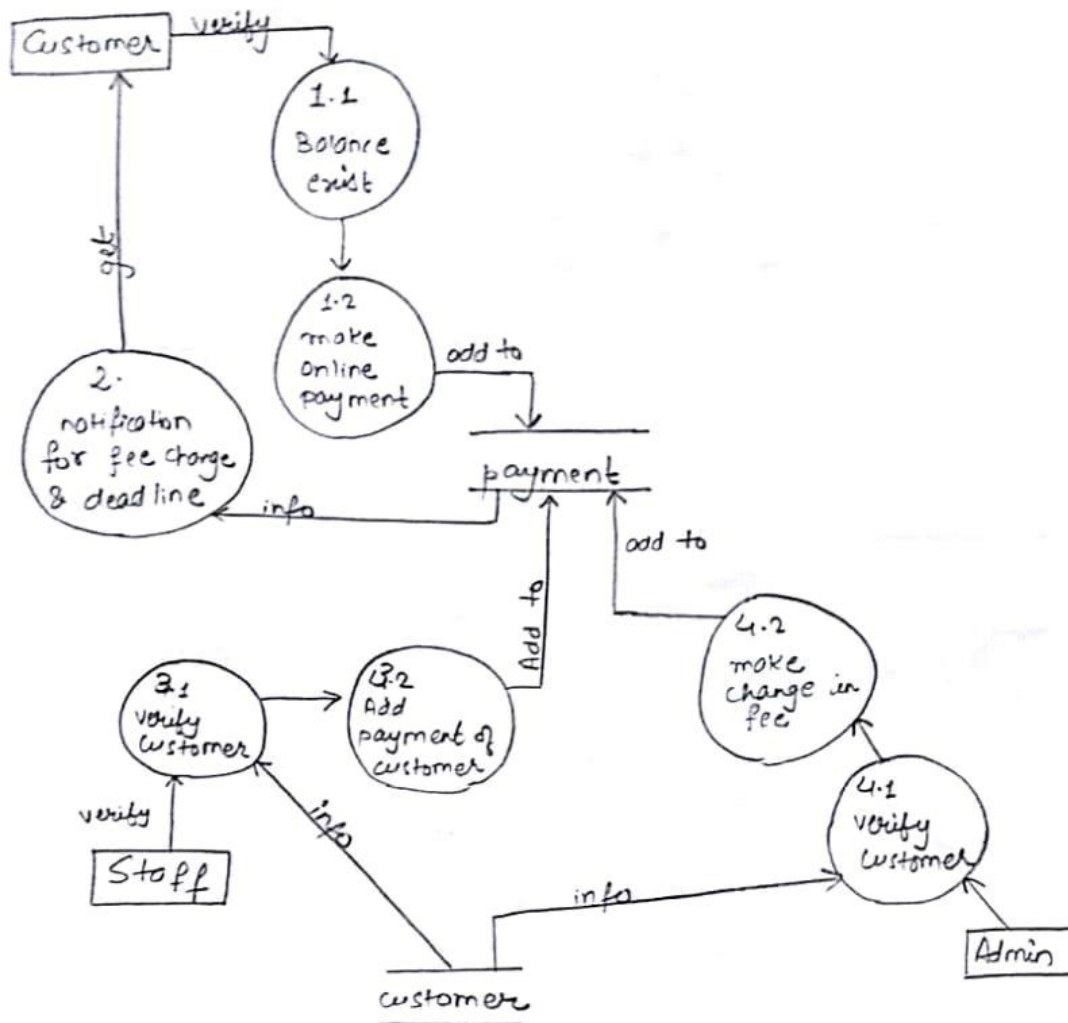 Customer
verify
1.1
Balance
exist
get
1.2
make
online
payment
add to
2.
notification
for fee charge
& deadline
payment
info
add to
Add to
3.1
verify
customer
3.2
Add
payment of
customer
4.2
make
change in
fee
4.1
verify
customer
verify
Staff
info
info
Admin
customer